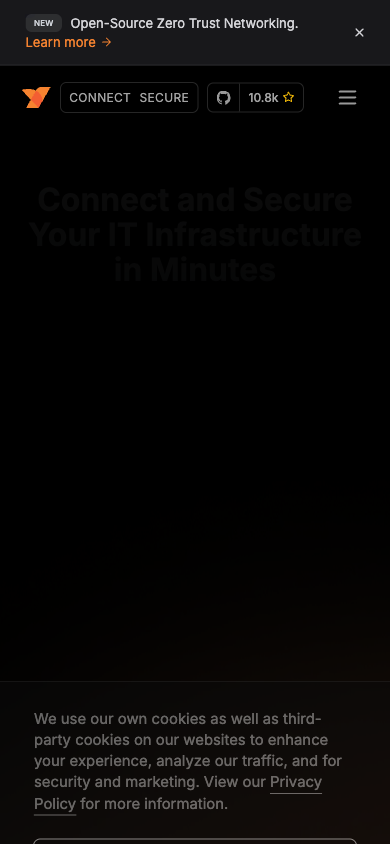 NEW Open-Source Zero Trust Networking.
Learn more →
CONNECT SECURE
10.8k
Connect and Secure
Your IT Infrastructure
in Minutes
We use our own cookies as well as third-
party cookies on our websites to enhance
your experience, analyze our traffic, and for
security and marketing. View our Privacy
Policy for more information.